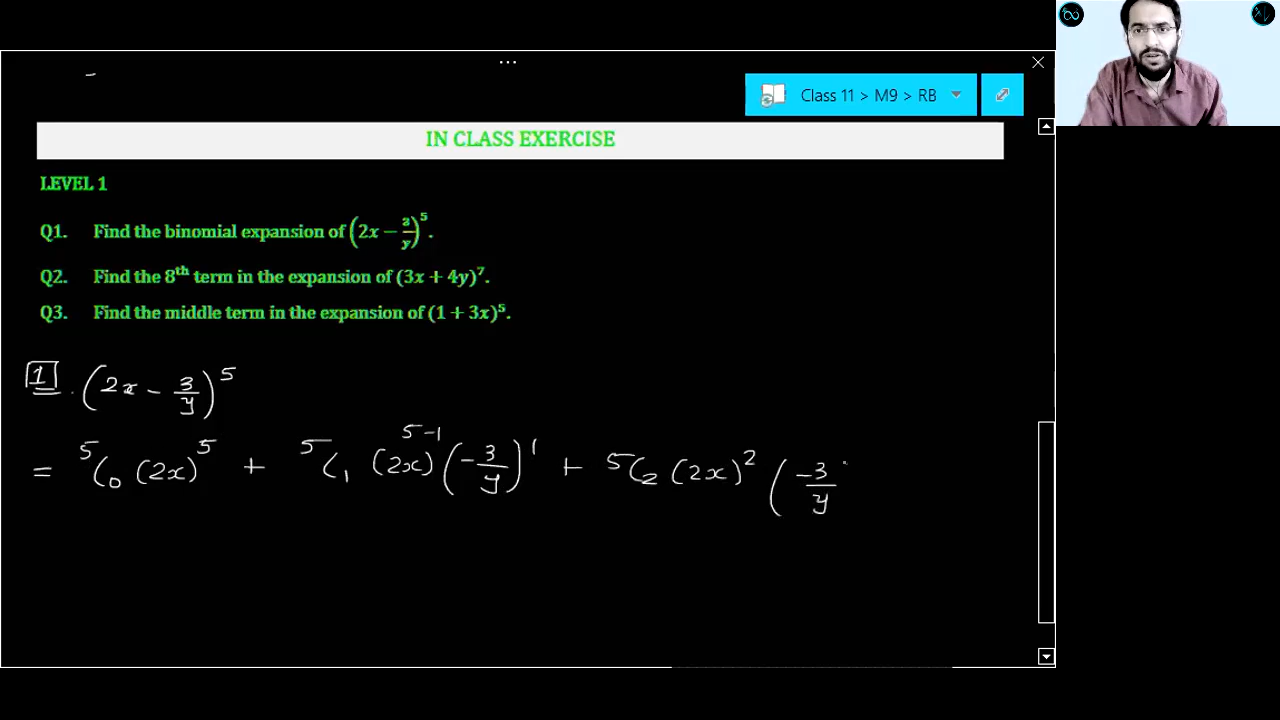 Class 11 > M9 > RB
IN CLASS EXERCISE
LEVEL 1
Q1. Find the binomial expansion of (2x − 3/y)^5.
Q2. Find the 8th term in the expansion of (3x + 4y)^7.
Q3. Find the middle term in the expansion of (1 + 3x)^5.
1. (2x − 3/y)^5
= 5C0 (2x)^5 + 5C1 (2x)^5−1 (−3/y)^1 + 5C2 (2x)^2 (−3/y